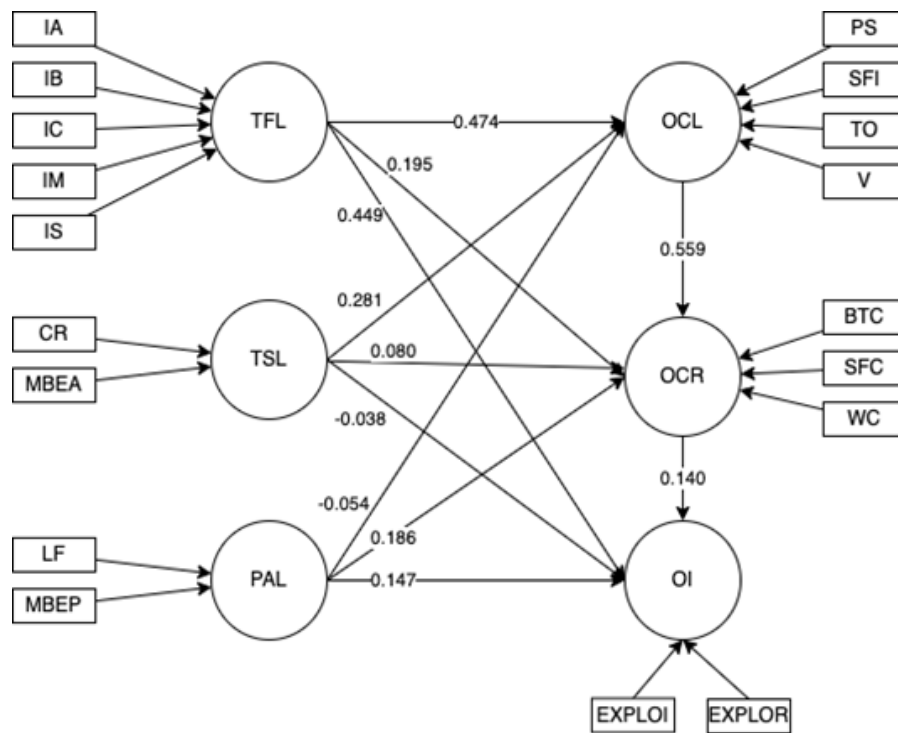 IA
IB
IC
IM
IS
TFL
OCL
PS
SFI
TO
V
0.474
0.195
0.449
0.559
CR
MBEA
TSL
0.281
0.080
-0.038
OCR
BTC
SFC
WC
0.140
LF
MBEP
PAL
-0.054
0.186
0.147
OI
EXPLOI
EXPLOR